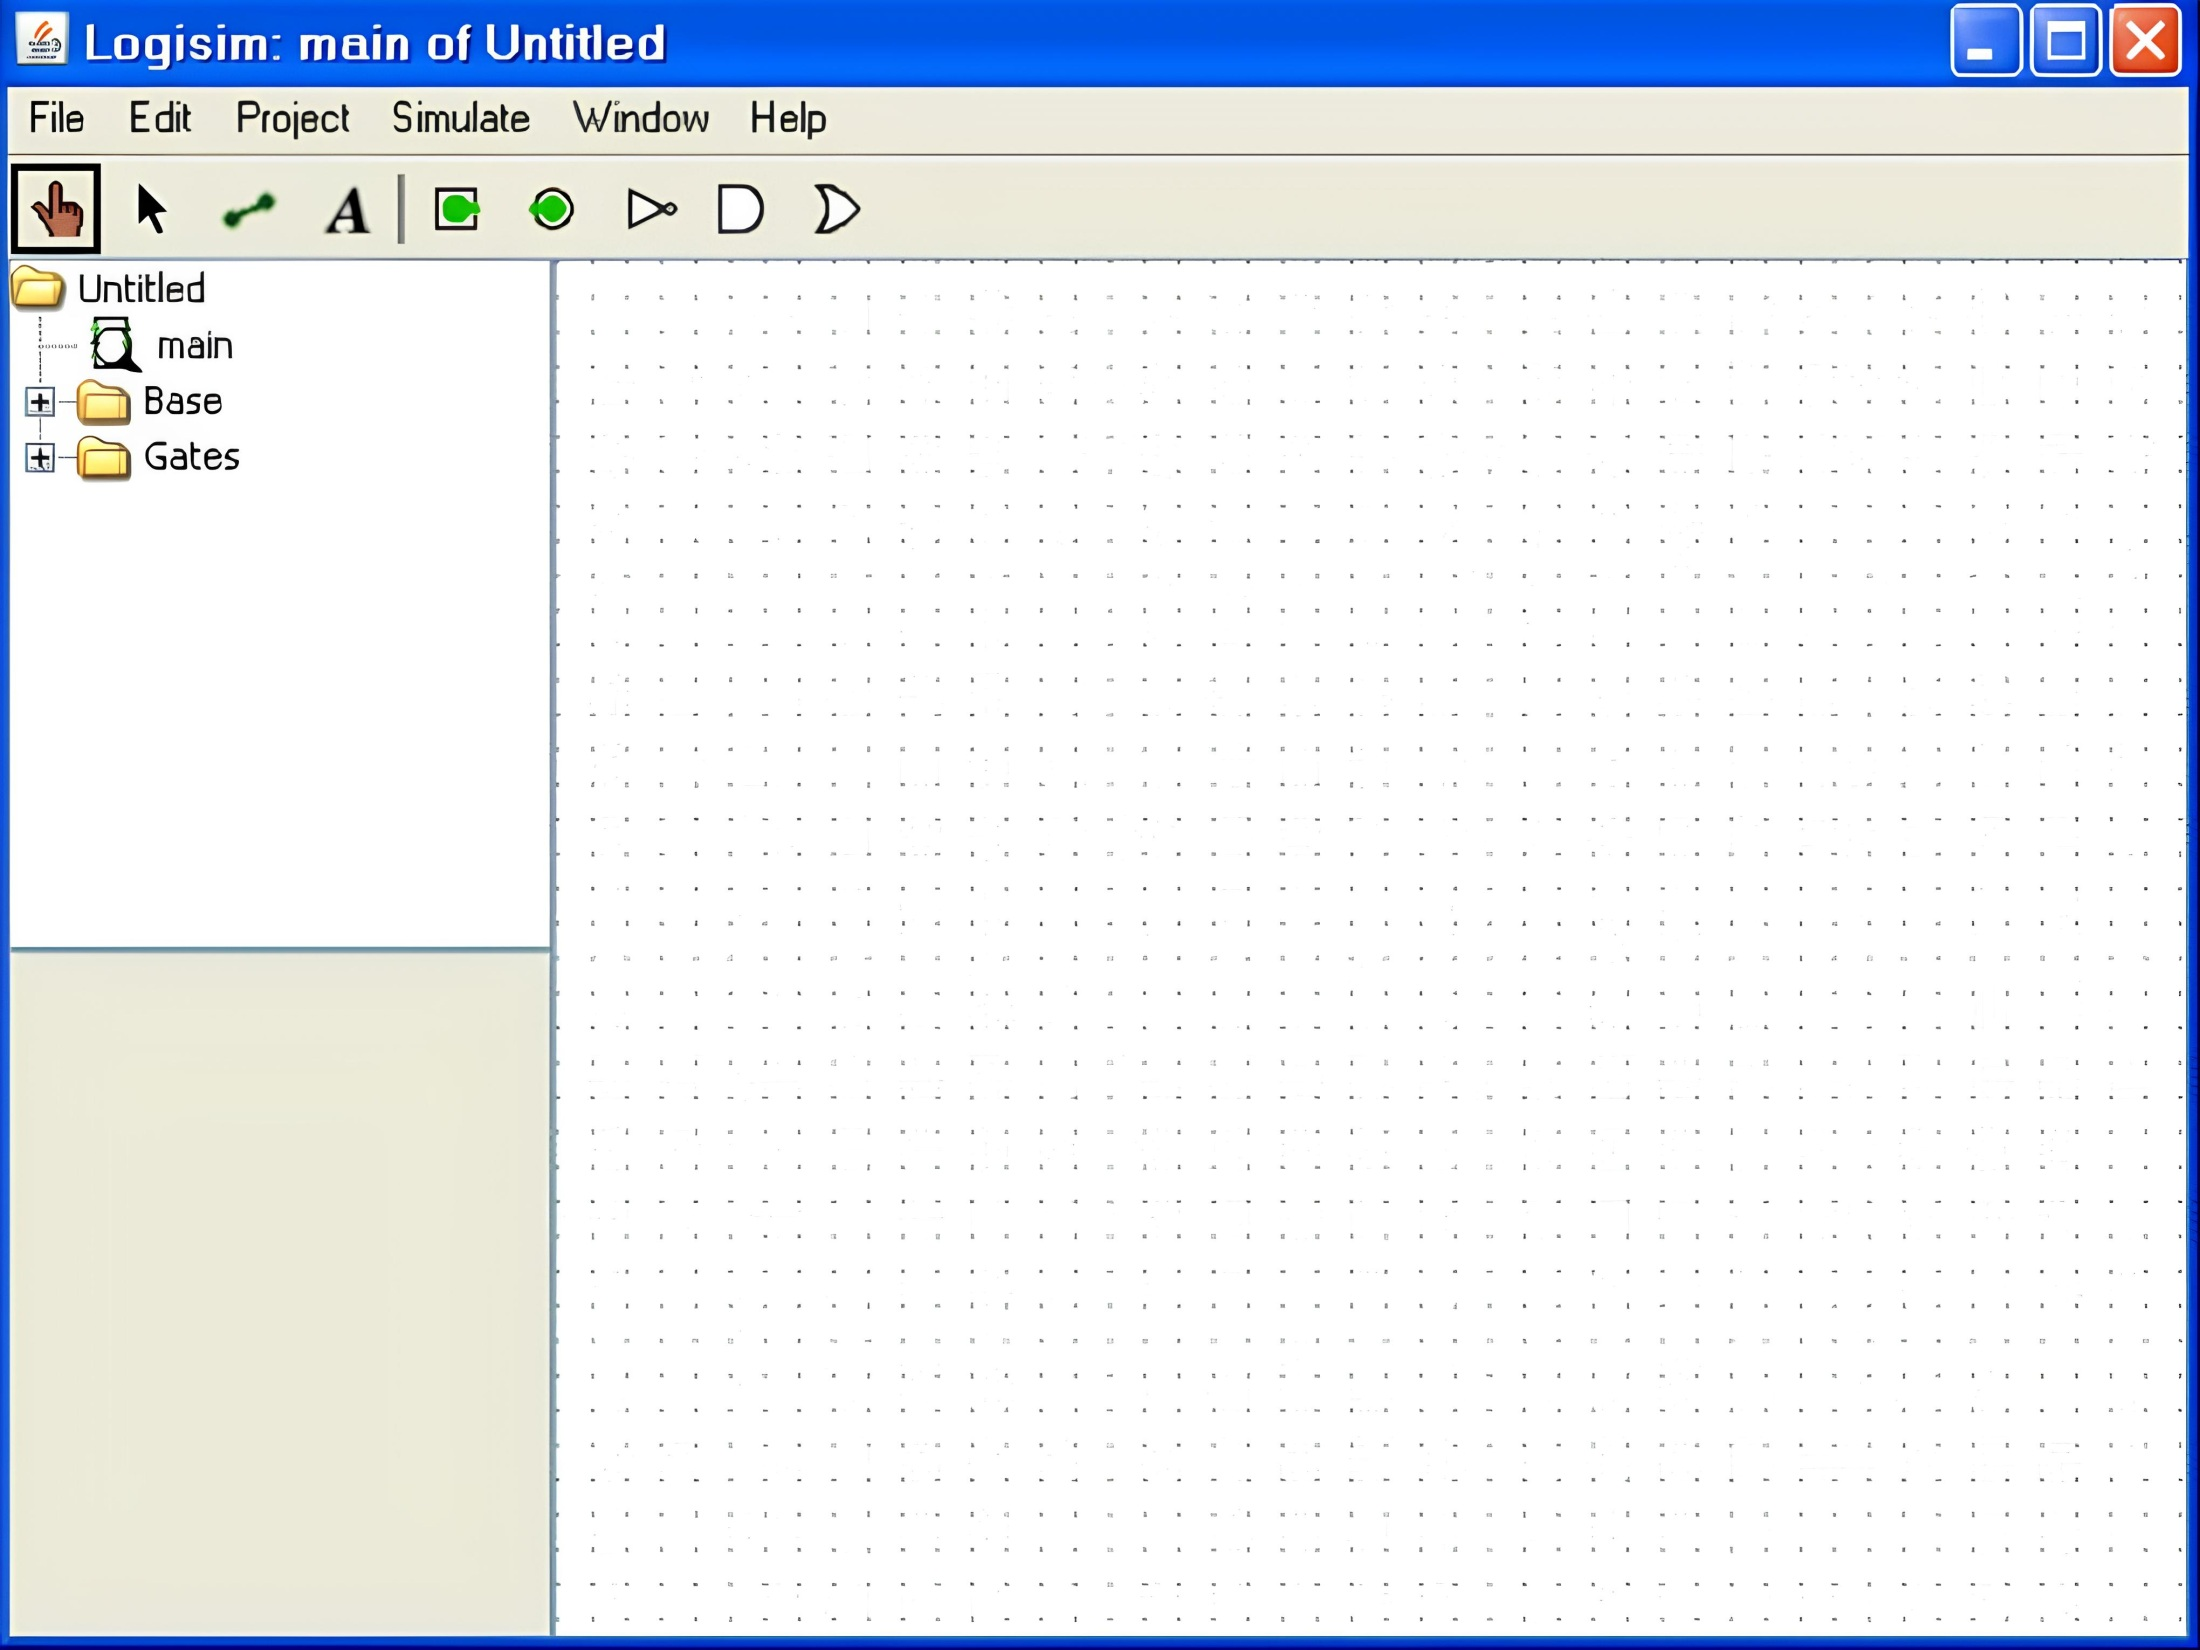 Logisim: main of Untitled
File Edit Project Simulate Window Help
A
Untitled
main
Base
Gates